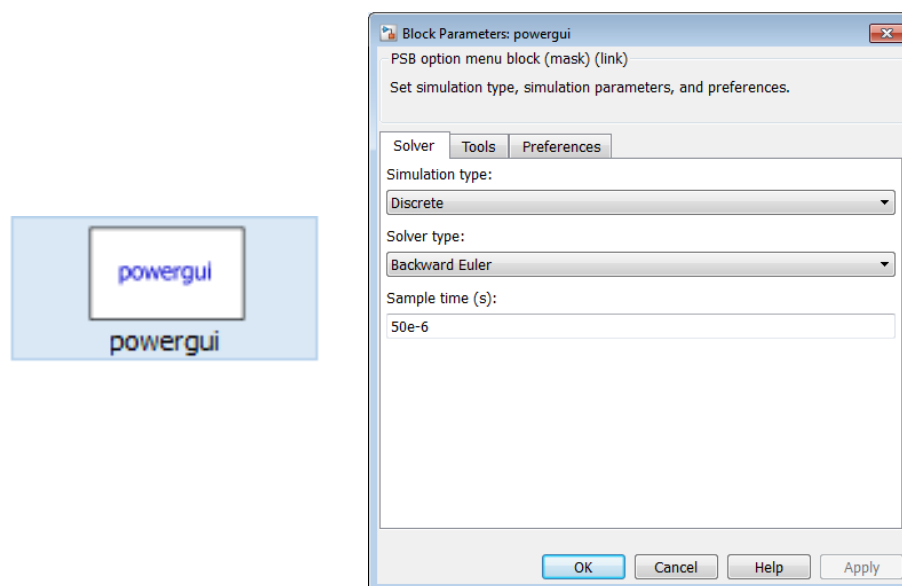 powergui
powergui
Block Parameters: powergui
PSB option menu block (mask) (link)
Set simulation type, simulation parameters, and preferences.
Solver Tools Preferences
Simulation type:
Discrete
Solver type:
Backward Euler
Sample time (s):
50e-6
OK Cancel Help Apply